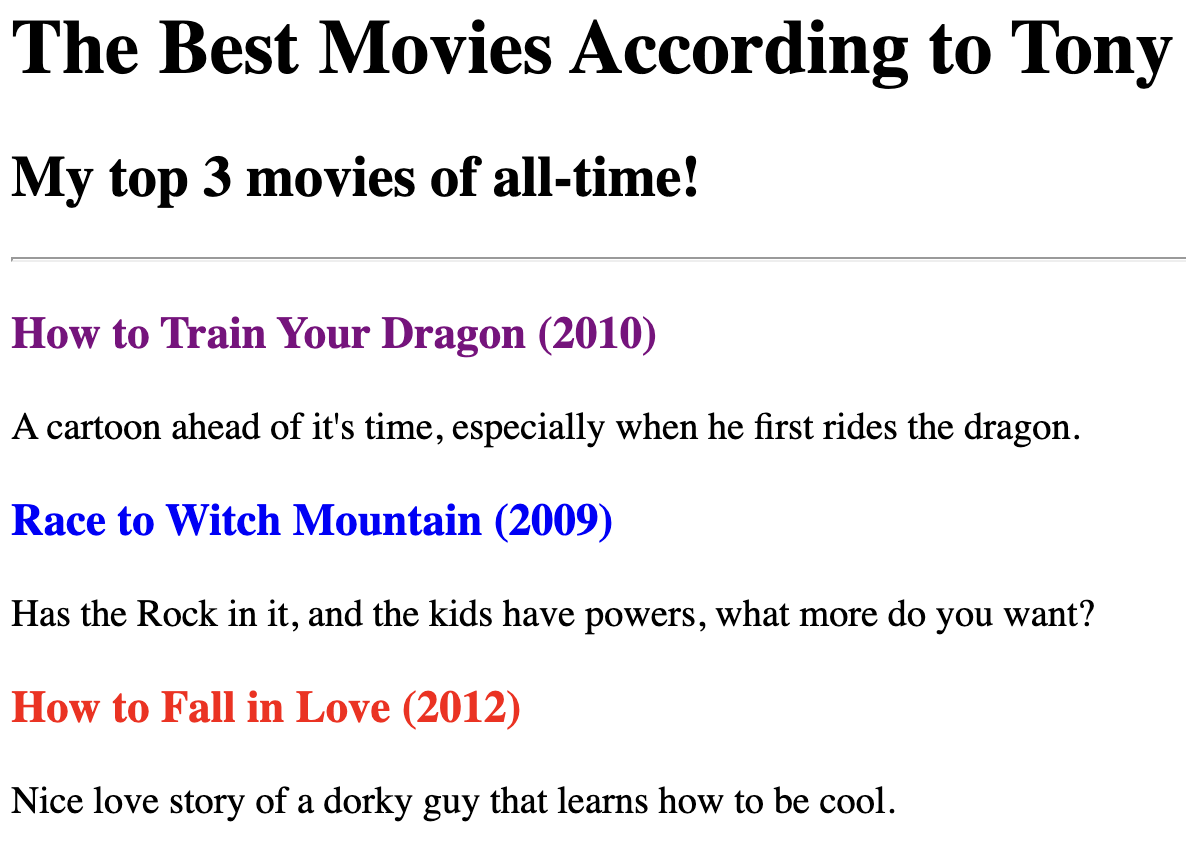 The Best Movies According to Tony
My top 3 movies of all-time!
How to Train Your Dragon (2010)
A cartoon ahead of it's time, especially when he first rides the dragon.
Race to Witch Mountain (2009)
Has the Rock in it, and the kids have powers, what more do you want?
How to Fall in Love (2012)
Nice love story of a dorky guy that learns how to be cool.